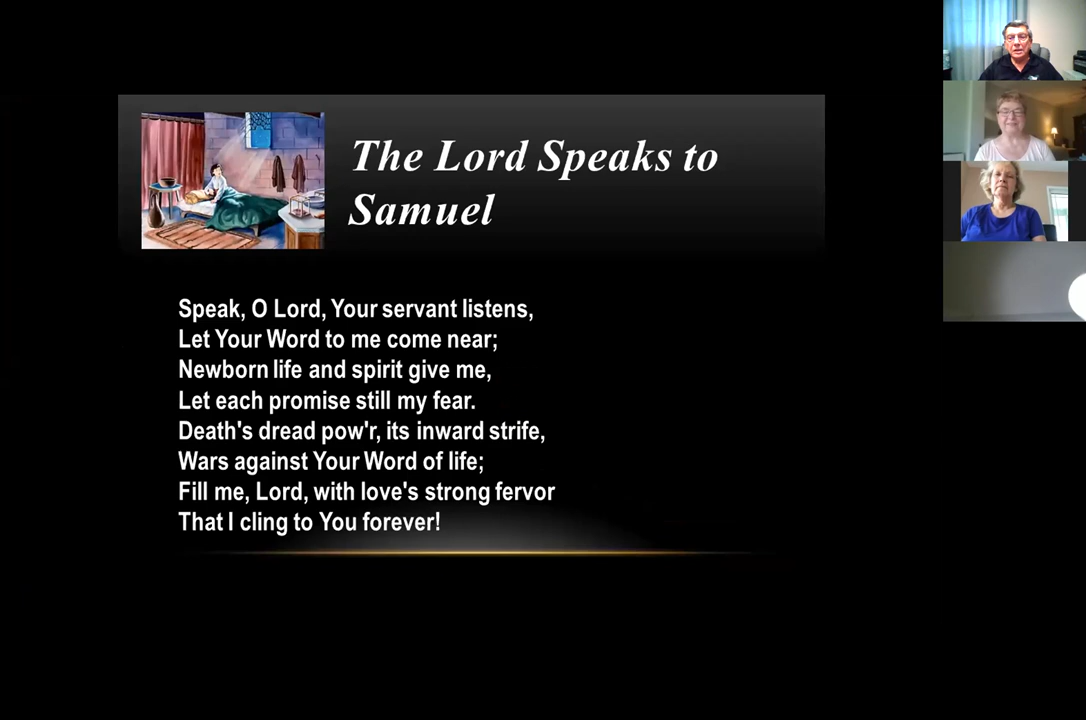 The Lord Speaks to
Samuel
Speak, O Lord, Your servant listens,
Let Your Word to me come near;
Newborn life and spirit give me,
Let each promise still my fear.
Death's dread pow'r, its inward strife,
Wars against Your Word of life;
Fill me, Lord, with love's strong fervor
That I cling to You forever!